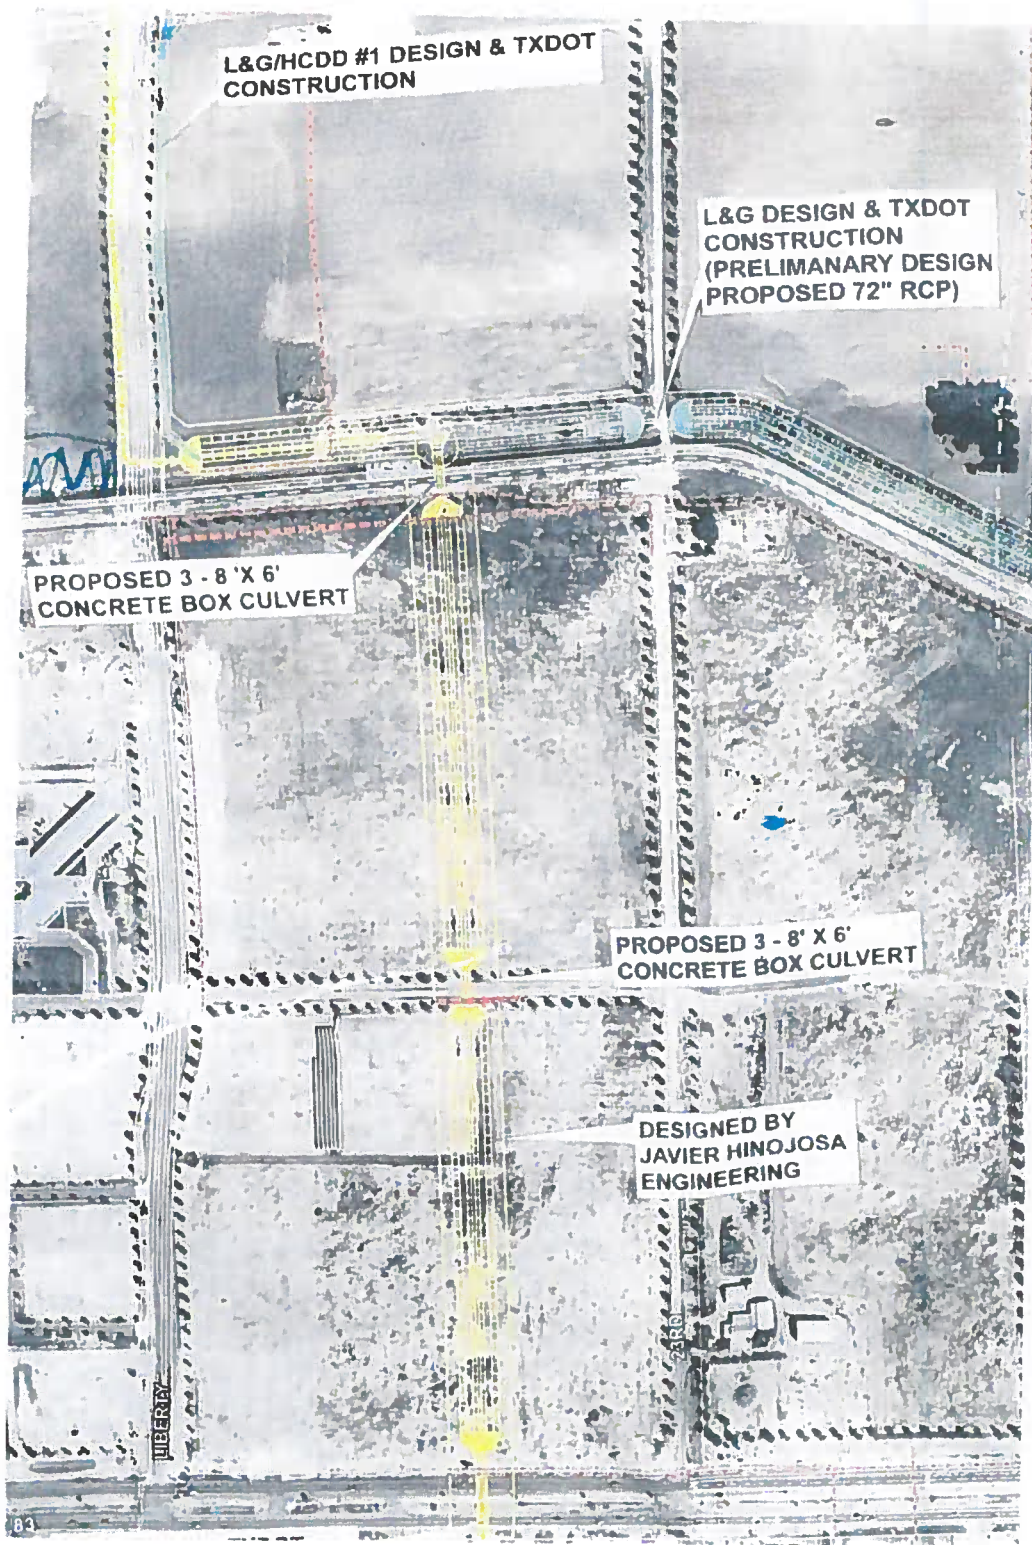 L&G/HCDD #1 DESIGN & TXDOT
CONSTRUCTION
L&G DESIGN & TXDOT
CONSTRUCTION
(PRELIMANARY DESIGN
PROPOSED 72" RCP)
PROPOSED 3 - 8 'X 6'
CONCRETE BOX CULVERT
PROPOSED 3 - 8' X 6'
CONCRETE BOX CULVERT
DESIGNED BY
JAVIER HINOJOSA
ENGINEERING
23RD
LIBERTY
83